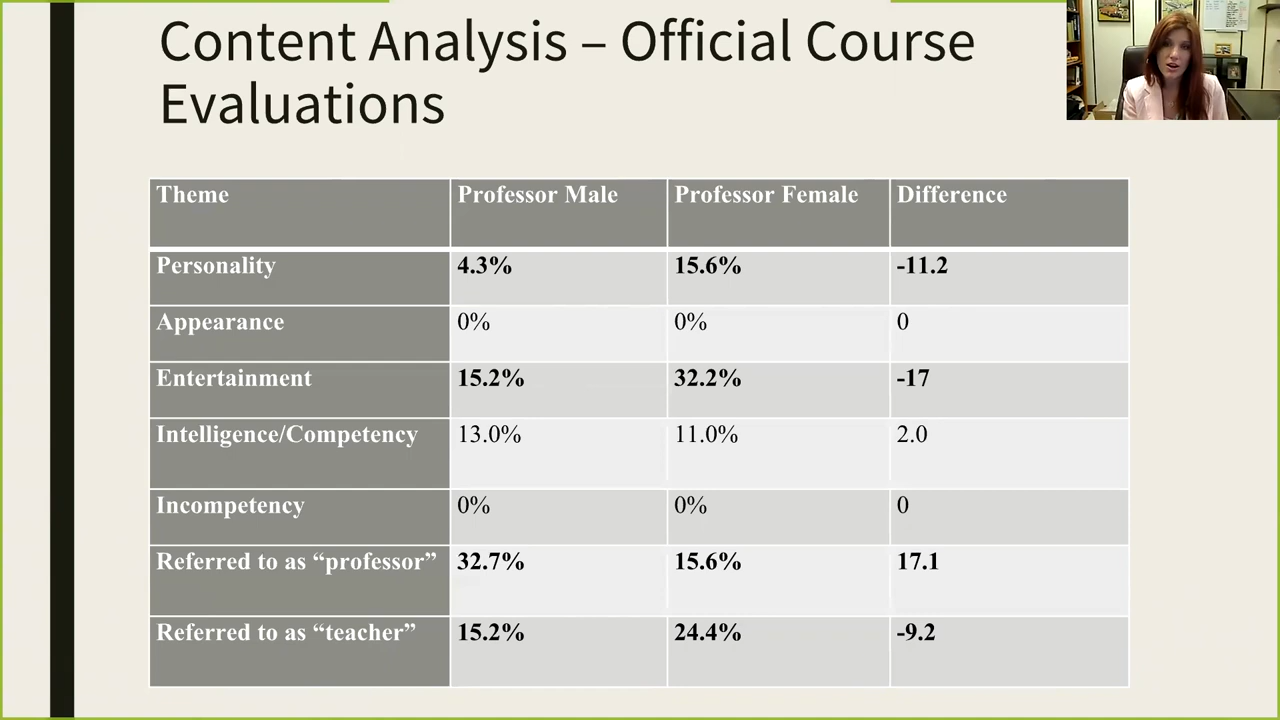 Content Analysis – Official Course
Evaluations
Theme Professor Male Professor Female Difference
Personality 4.3% 15.6% -11.2
Appearance 0% 0% 0
Entertainment 15.2% 32.2% -17
Intelligence/Competency 13.0% 11.0% 2.0
Incompetency 0% 0% 0
Referred to as “professor” 32.7% 15.6% 17.1
Referred to as “teacher” 15.2% 24.4% -9.2